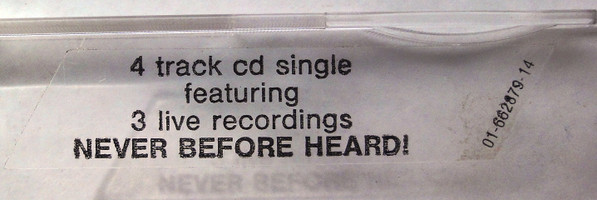 4 track cd single
featuring
3 live recordings
NEVER BEFORE HEARD!
01-662879-14